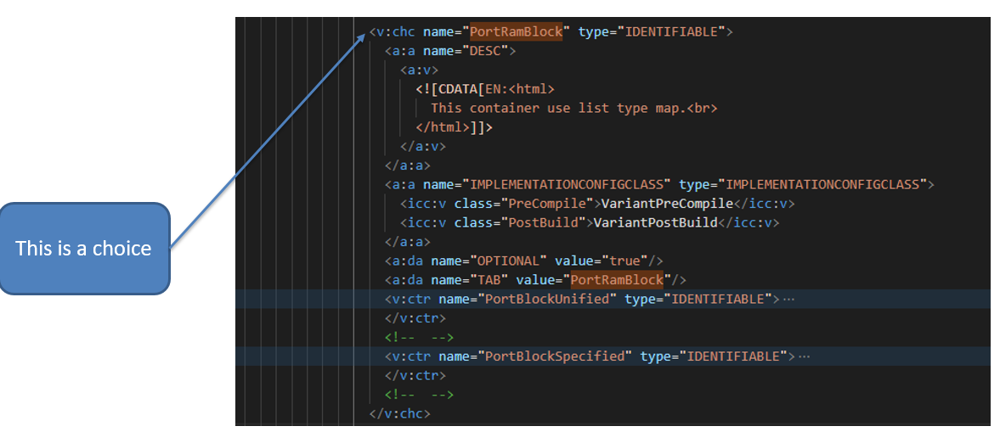 <v:chc name="PortRamBlock" type="IDENTIFIABLE">
<a:a name="DESC">
<a:v>
<![CDATA[EN:<html>
This container use list type map.<br>
</html>]]>
</a:v>
</a:a>
<a:a name="IMPLEMENTATIONCONFIGCLASS" type="IMPLEMENTATIONCONFIGCLASS">
<icc:v class="PreCompile">VariantPreCompile</icc:v>
<icc:v class="PostBuild">VariantPostBuild</icc:v>
</a:a>
<a:da name="OPTIONAL" value="true"/>
<a:da name="TAB" value="PortRamBlock"/>
<v:ctr name="PortBlockUnified" type="IDENTIFIABLE">···
</v:ctr>
<!--  -->
<v:ctr name="PortBlockSpecified" type="IDENTIFIABLE">···
</v:ctr>
<!--  -->
</v:chc>
This is a choice